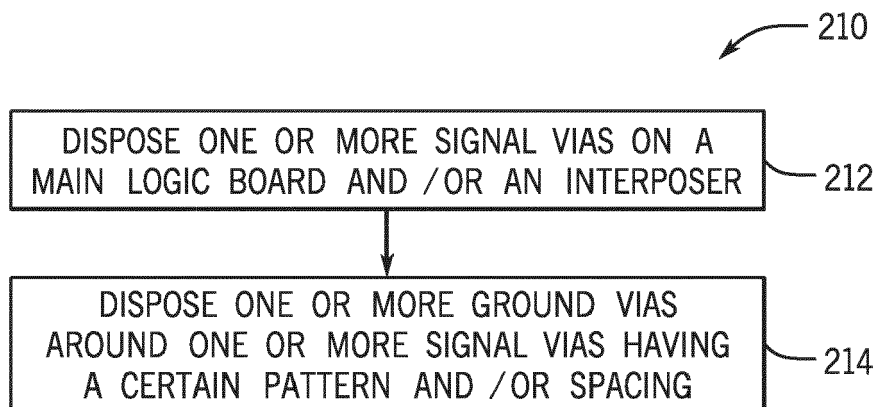 210
DISPOSE ONE OR MORE SIGNAL VIAS ON A
MAIN LOGIC BOARD AND /OR AN INTERPOSER
212
DISPOSE ONE OR MORE GROUND VIAS
AROUND ONE OR MORE SIGNAL VIAS HAVING
A CERTAIN PATTERN AND /OR SPACING
214